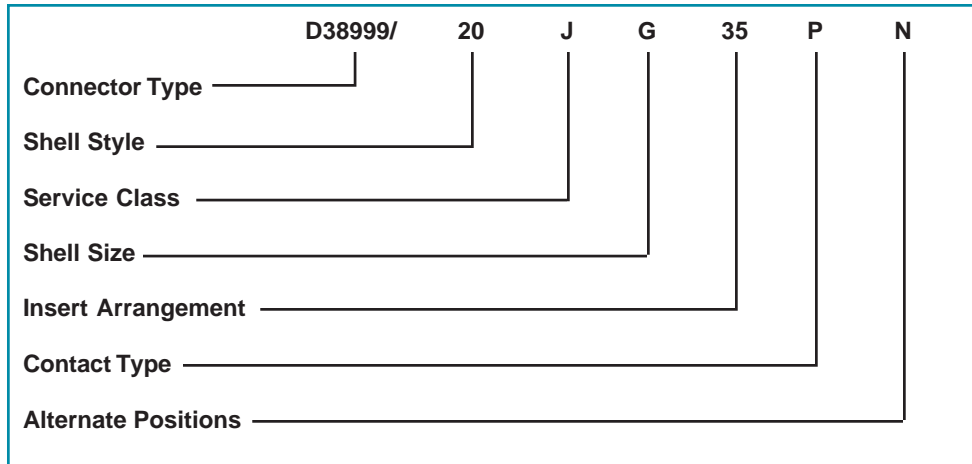 D38999/ 20 J G 35 P N
Connector Type
Shell Style
Service Class
Shell Size
Insert Arrangement
Contact Type
Alternate Positions